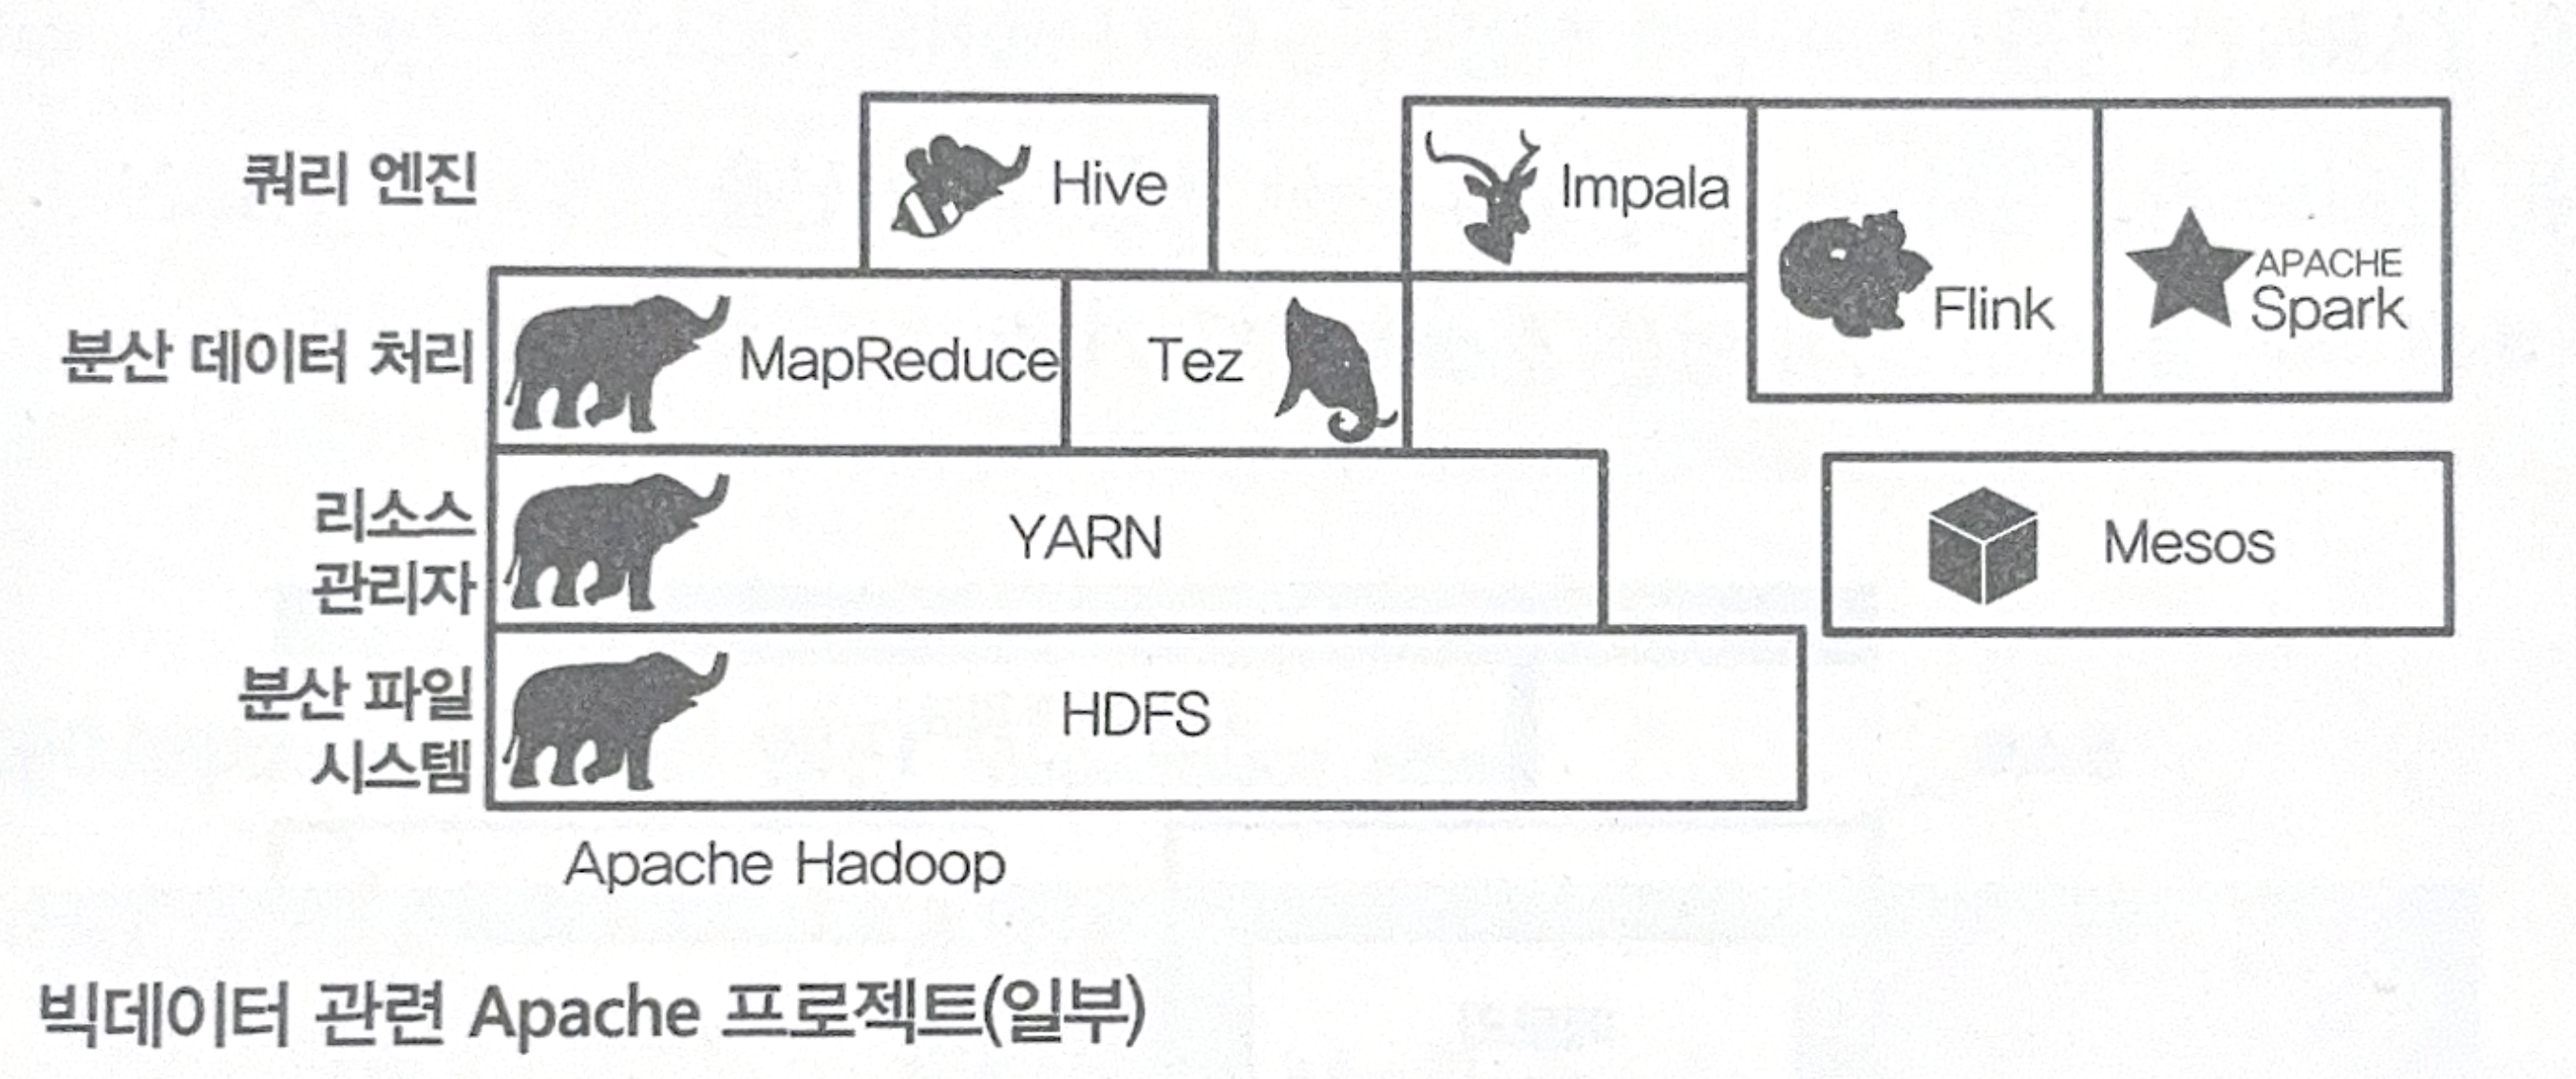 쿼리 엔진
Hive
Impala
Flink
APACHE
Spark
분산 데이터 처리
MapReduce
Tez
리소스
관리자
YARN
Mesos
분산 파일
시스템
HDFS
Apache Hadoop
빅데이터 관련 Apache 프로젝트(일부)